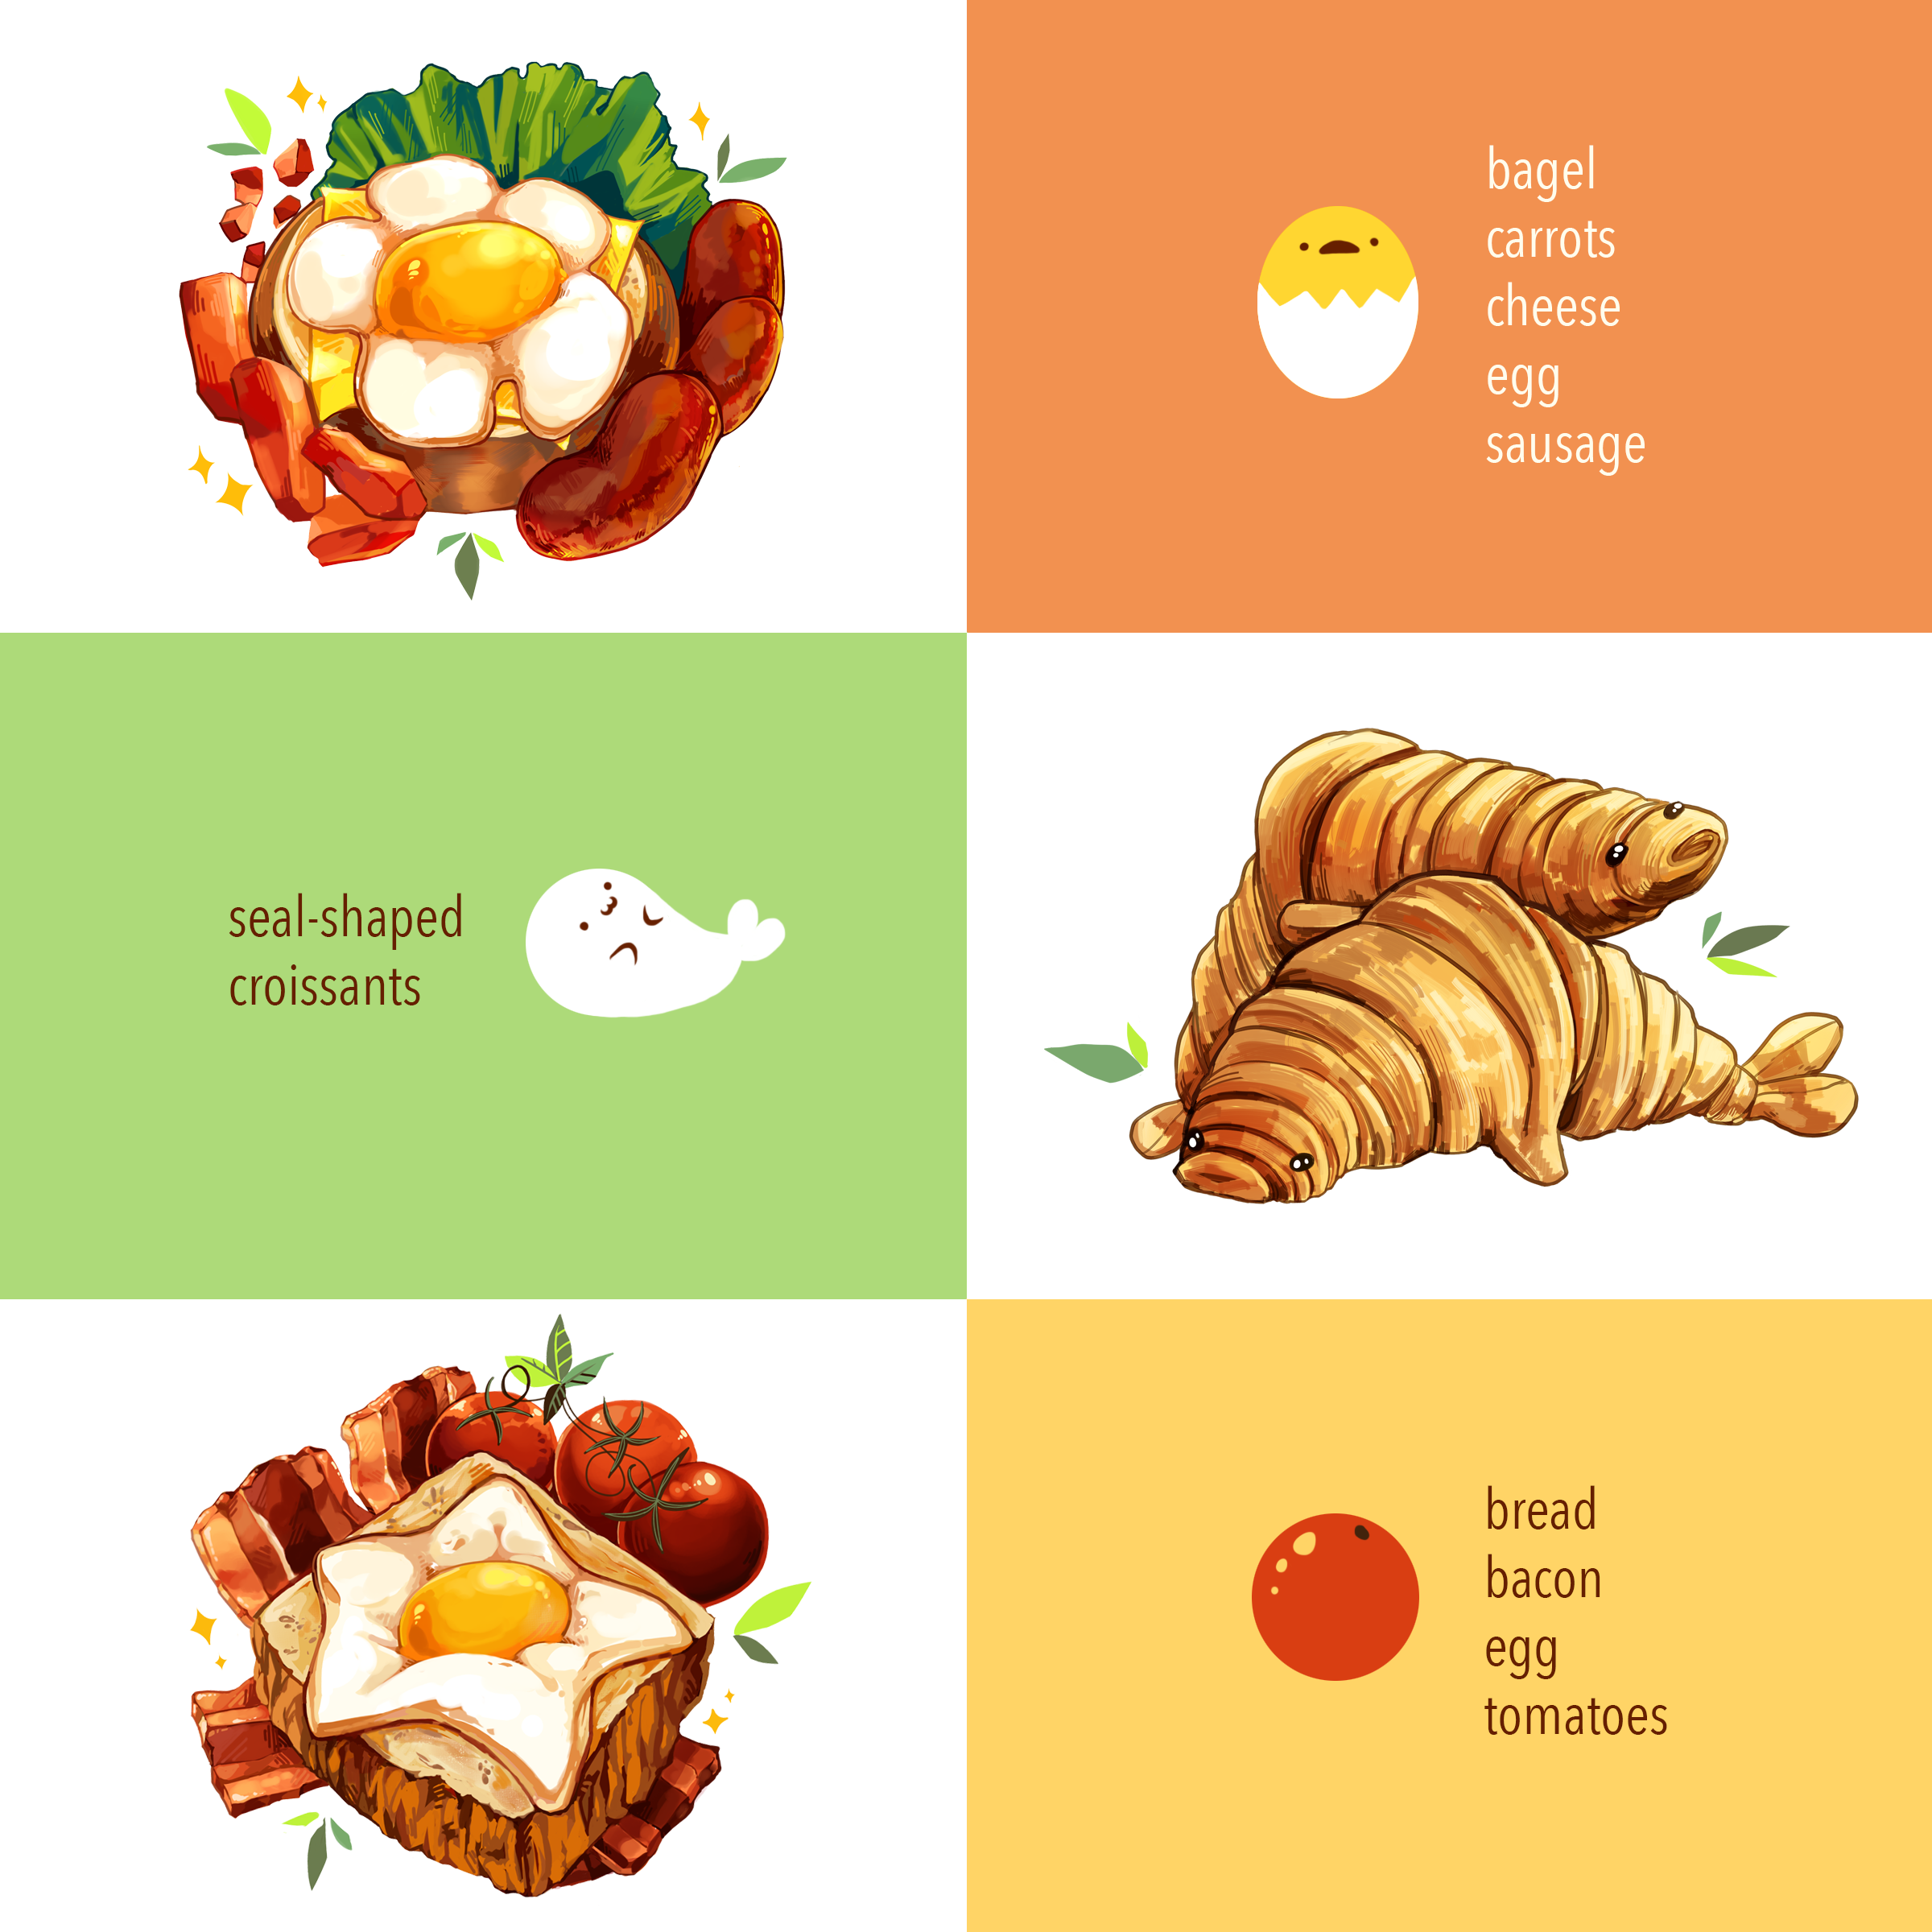 bagel
carrots
cheese
egg
sausage
seal-shaped
croissants
bread
bacon
egg
tomatoes